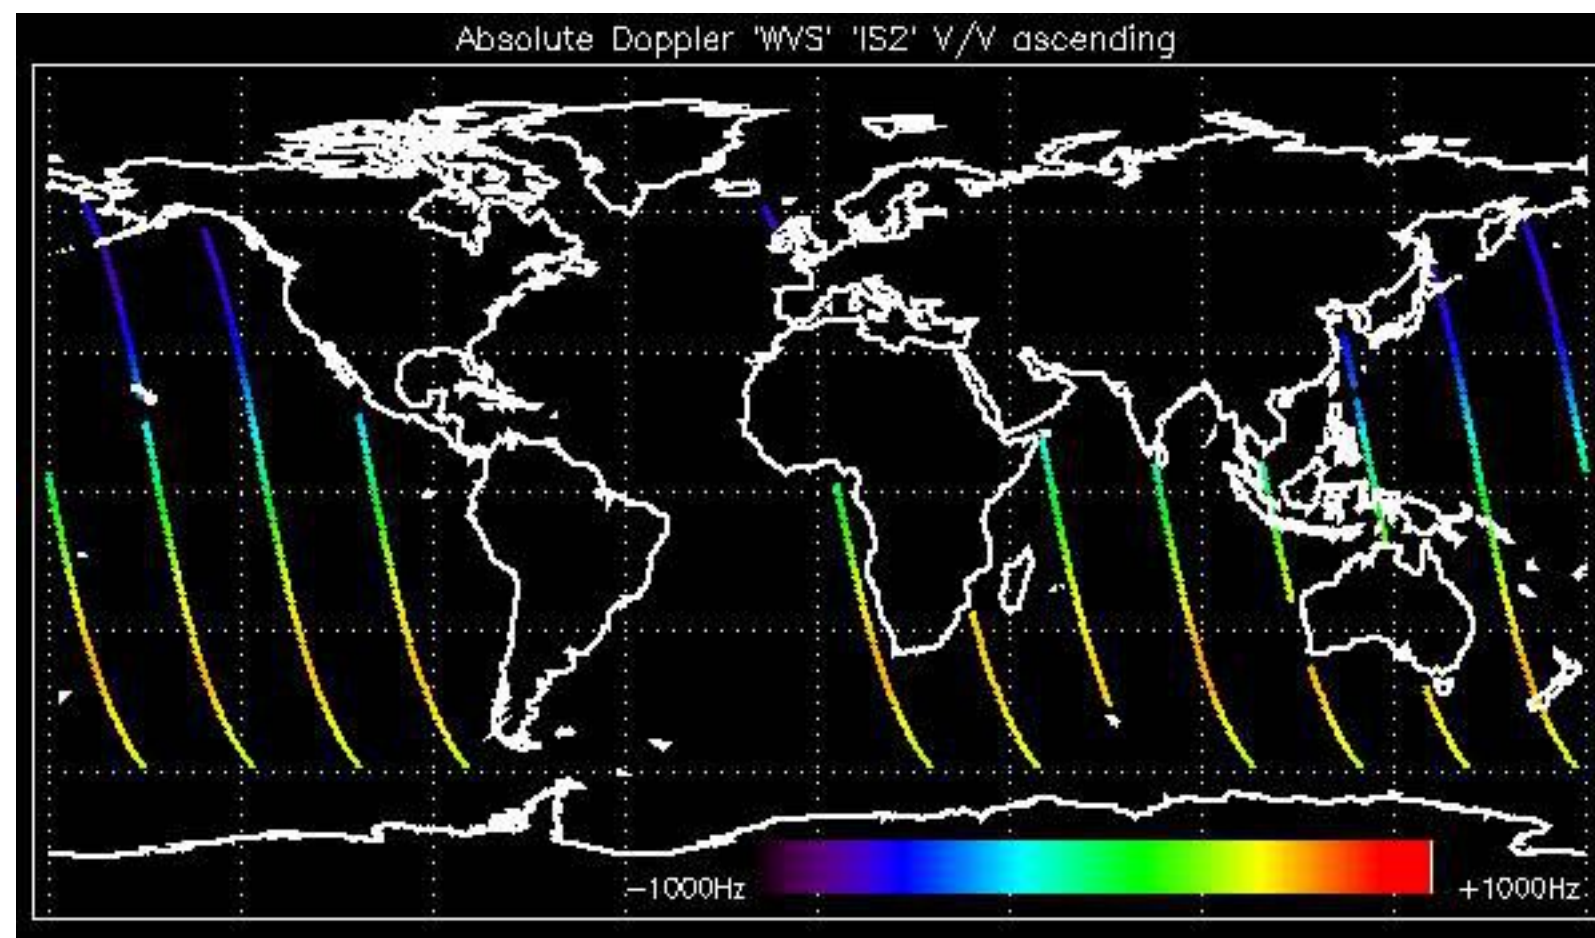 Absolute Doppler 'WVS' 'IS2' V/V ascending
−1000Hz
+1000Hz